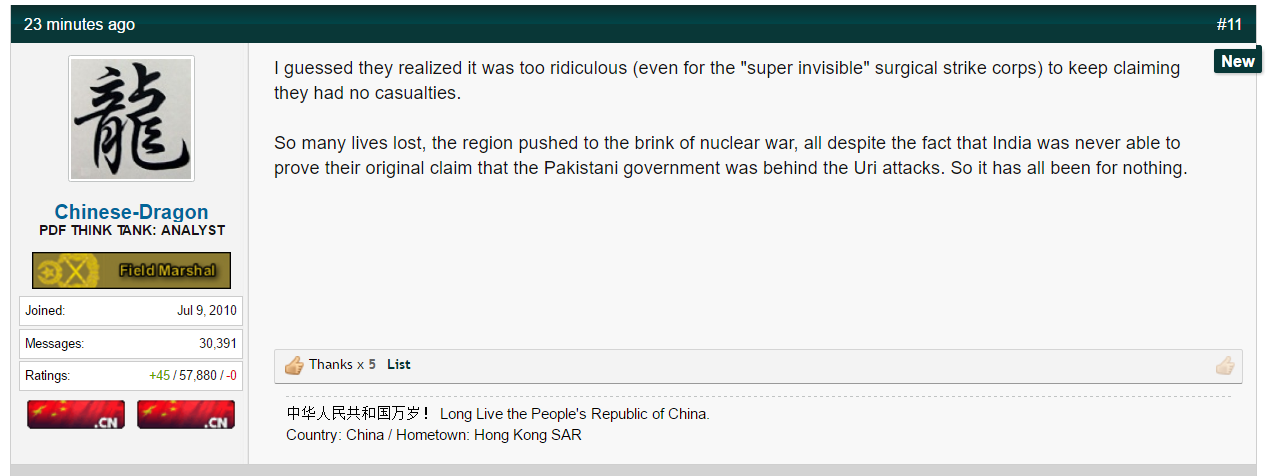 23 minutes ago
#11
New
龍
Chinese-Dragon
PDF THINK TANK: ANALYST
Field Marshal
Joined: Jul 9, 2010
Messages: 30,391
Ratings: +45 / 57,880 / -0
.CN .CN
I guessed they realized it was too ridiculous (even for the "super invisible" surgical strike corps) to keep claiming
they had no casualties.
So many lives lost, the region pushed to the brink of nuclear war, all despite the fact that India was never able to
prove their original claim that the Pakistani government was behind the Uri attacks. So it has all been for nothing.
Thanks x 5 List
中华人民共和国万岁！ Long Live the People's Republic of China.
Country: China / Hometown: Hong Kong SAR